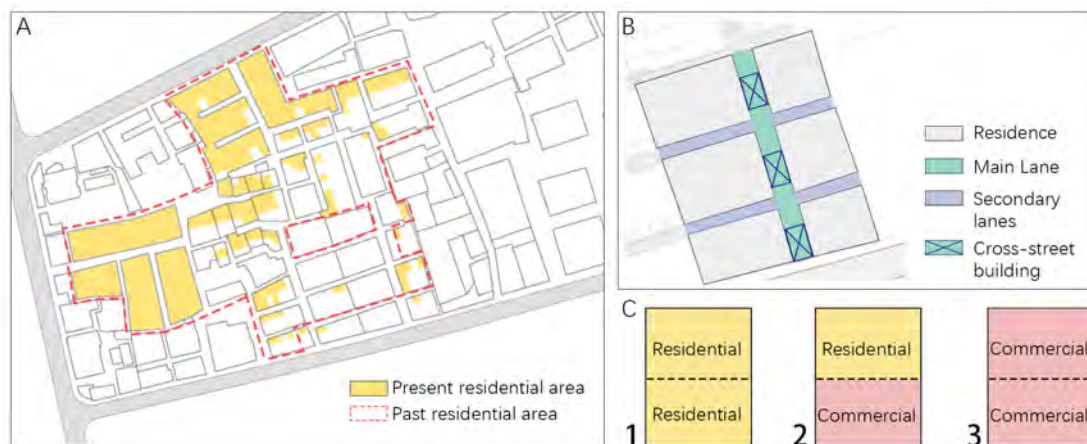 A
Present residential area
Past residential area
B
Residence
Main Lane
Secondary
lanes
Cross-street
building
C
Residential
Residential
1
Residential
Commercial
2
Commercial
Commercial
3